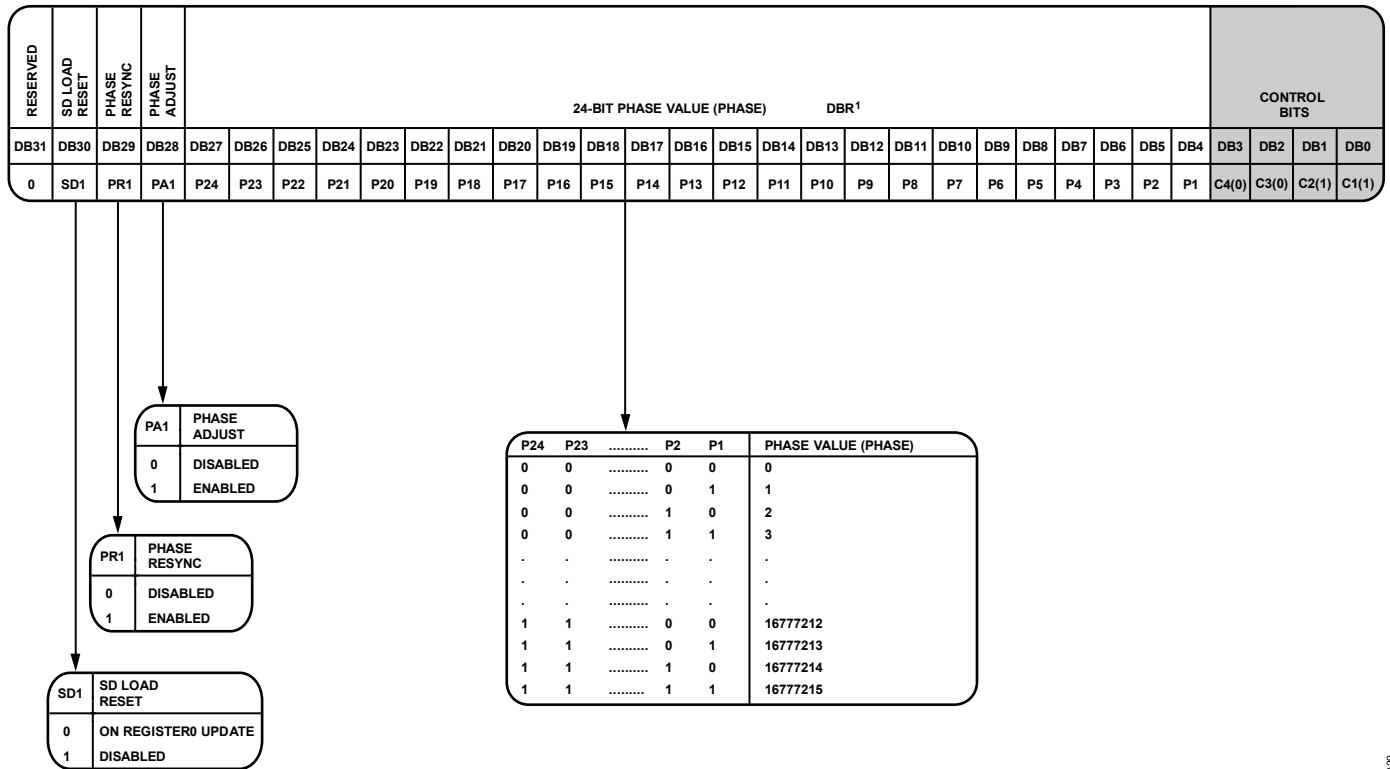 RESERVED
SD LOAD
RESET
PHASE
RESYNC
PHASE
ADJUST
24-BIT PHASE VALUE (PHASE) DBR1
CONTROL
BITS
DB31 DB30 DB29 DB28 DB27 DB26 DB25 DB24 DB23 DB22 DB21 DB20 DB19 DB18 DB17 DB16 DB15 DB14 DB13 DB12 DB11 DB10 DB9 DB8 DB7 DB6 DB5 DB4 DB3 DB2 DB1 DB0
0 SD1 PR1 PA1 P24 P23 P22 P21 P20 P19 P18 P17 P16 P15 P14 P13 P12 P11 P10 P9 P8 P7 P6 P5 P4 P3 P2 P1 C4(0) C3(0) C2(1) C1(1)
PA1 PHASE
ADJUST
0 DISABLED
1 ENABLED
PR1 PHASE
RESYNC
0 DISABLED
1 ENABLED
SD1 SD LOAD
RESET
0 ON REGISTER0 UPDATE
1 DISABLED
P24 P23 .......... P2 P1 PHASE VALUE (PHASE)
0 0 .......... 0 0 0
0 0 .......... 0 1 1
0 0 .......... 1 0 2
0 0 .......... 1 1 3
. . .......... . . .
. . .......... . . .
. . .......... . . .
1 1 .......... 0 0 16777212
1 1 .......... 0 1 16777213
1 1 .......... 1 0 16777214
1 1 ......... 1 1 16777215